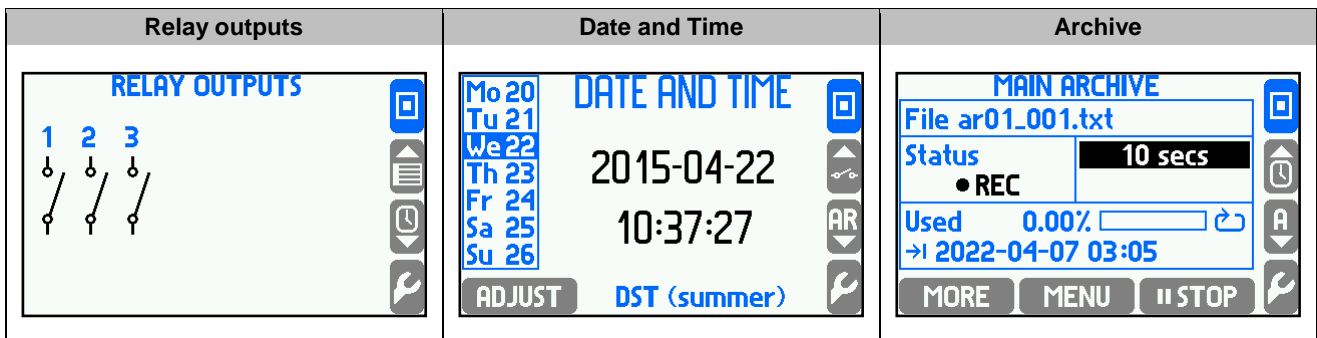 Relay outputs
Date and Time
Archive
RELAY OUTPUTS
1 2 3
Mo 20
Tu 21
We 22
Th 23
Fr 24
Sa 25
Su 26
DATE AND TIME
2015-04-22
10:37:27
ADJUST
DST (summer)
AR
MAIN ARCHIVE
File ar01_001.txt
Status
10 secs
● REC
Used 0.00%
→I 2022-04-07 03:05
A
MORE
MENU
II STOP